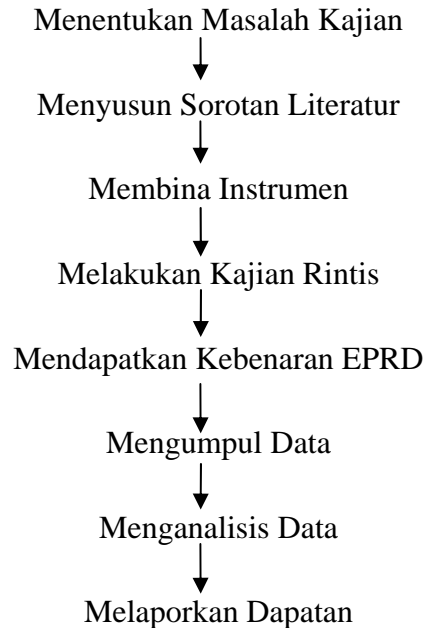 Menentukan Masalah Kajian
Menyusun Sorotan Literatur
Membina Instrumen
Melakukan Kajian Rintis
Mendapatkan Kebenaran EPRD
Mengumpul Data
Menganalisis Data
Melaporkan Dapatan